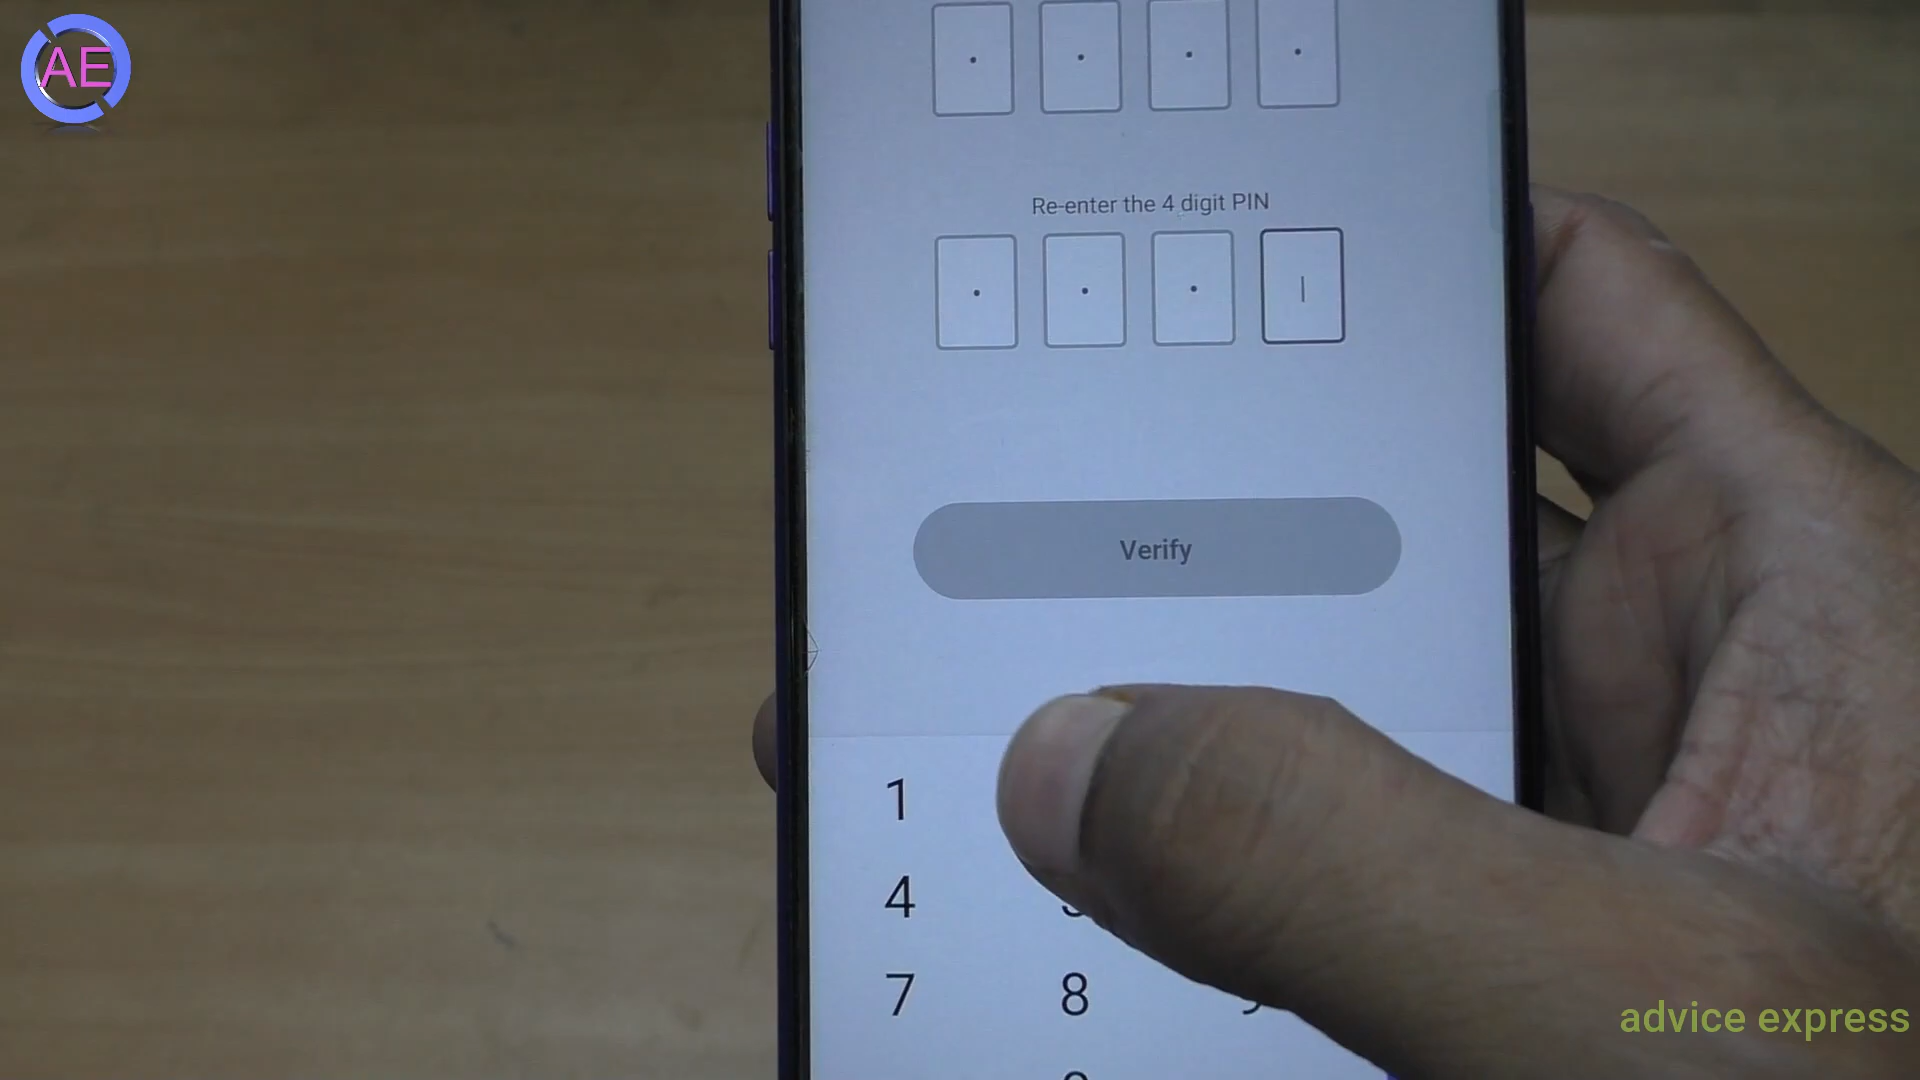 AE
Re-enter the 4 digit PIN
Verify
1
4
7 8
advice express